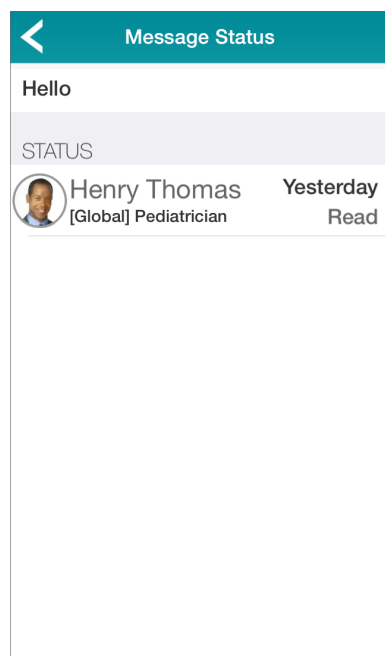 Message Status
Hello
STATUS
Henry Thomas Yesterday
[Global] Pediatrician Read